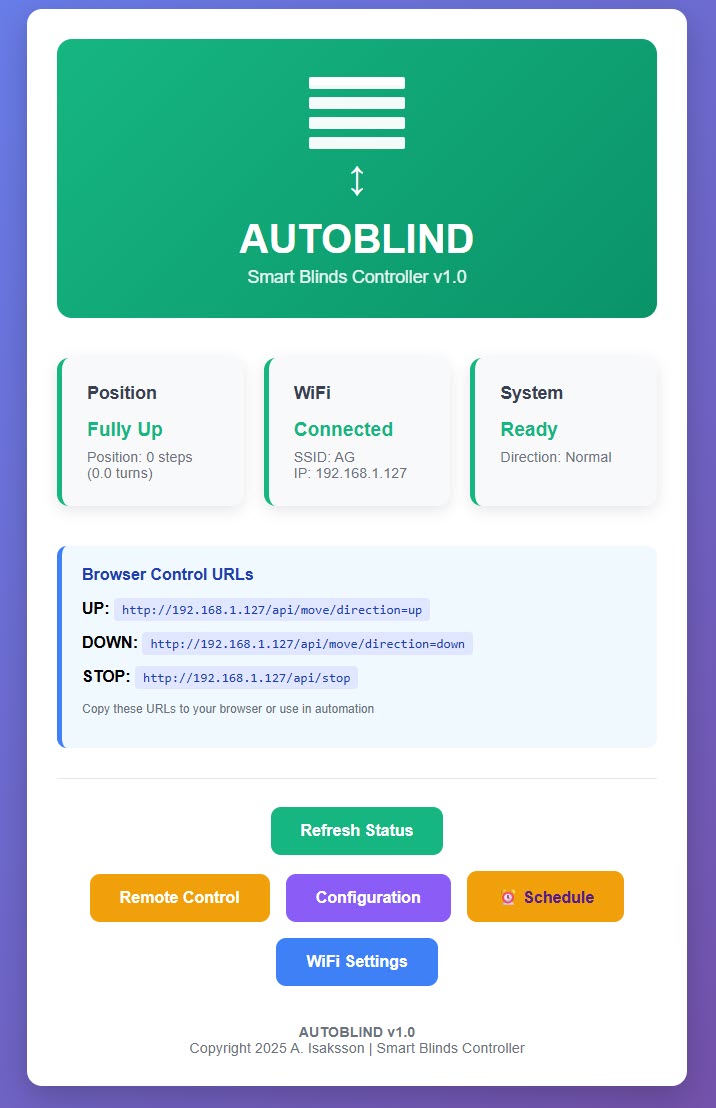 AUTOBLIND
Smart Blinds Controller v1.0
Position
Fully Up
Position: 0 steps
(0.0 turns)
WiFi
Connected
SSID: AG
IP: 192.168.1.127
System
Ready
Direction: Normal
Browser Control URLs
UP: http://192.168.1.127/api/move/direction=up
DOWN: http://192.168.1.127/api/move/direction=down
STOP: http://192.168.1.127/api/stop
Copy these URLs to your browser or use in automation
Refresh Status
Remote Control
Configuration
⏰ Schedule
WiFi Settings
AUTOBLIND v1.0
Copyright 2025 A. Isaksson | Smart Blinds Controller